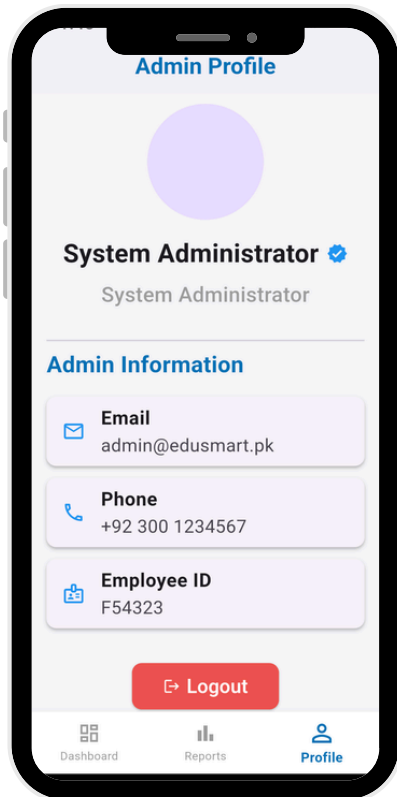 Admin Profile
System Administrator
System Administrator
Admin Information
Email
admin@edusmart.pk
Phone
+92 300 1234567
Employee ID
F54323
Logout
Dashboard
Reports
Profile